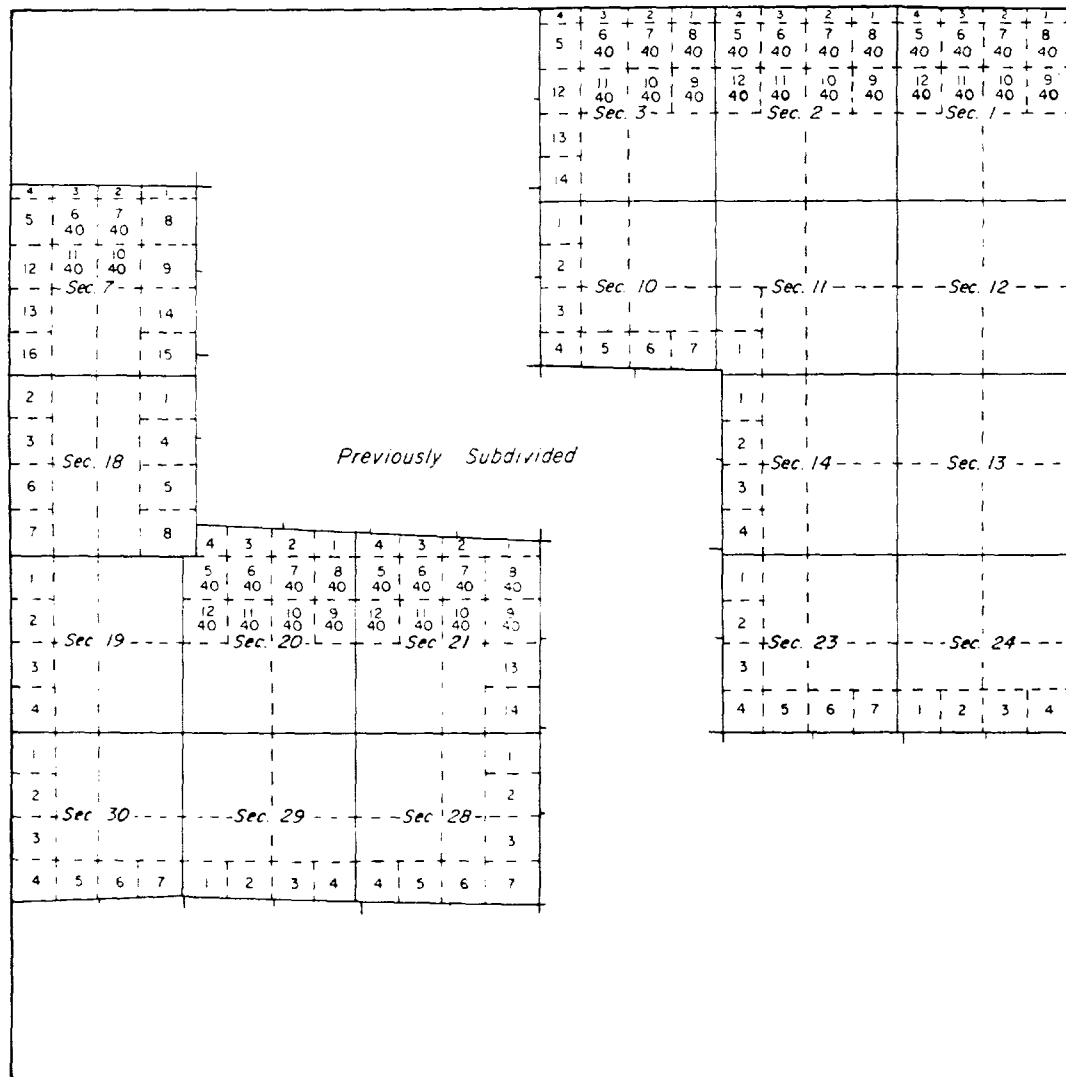 4 3 2 1 4 3 2 1 4 3 2 1
5 6 7 8 5 6 7 8 5 6 7 8
40 40 40 40 40 40 40 40 40 40 40
12 11 10 9 12 11 10 9 12 11 10 9
40 40 40 40 40 40 40 40 40 40 40
Sec. 3 Sec. 2 Sec. 1
13
14
4 3 2 1
5 6 7 8
40 40
12 11 10 9
40 40
Sec. 7
13 14
16 15
1
2
Sec. 10 Sec. 11 Sec. 12
3
4 5 6 7 1
2 1
3 4
Sec. 18
6 5
7 8
Previously Subdivided
1
2
Sec. 14 Sec. 13
3
4
4 3 2 1 4 3 2
5 6 7 8 5 6 7 8
40 40 40 40 40 40 40 40
12 11 10 9 12 11 10 9
40 40 40 40 40 40 40 40
1
2
Sec 19 Sec. 20 Sec. 21
3 13
4 14
1
2
Sec. 23 Sec. 24
3
4 5 6 7 1 2 3 4
1 1
2 2
Sec 30 Sec. 29 Sec 28
3 3
4 5 6 7 1 2 3 4 4 5 6 7